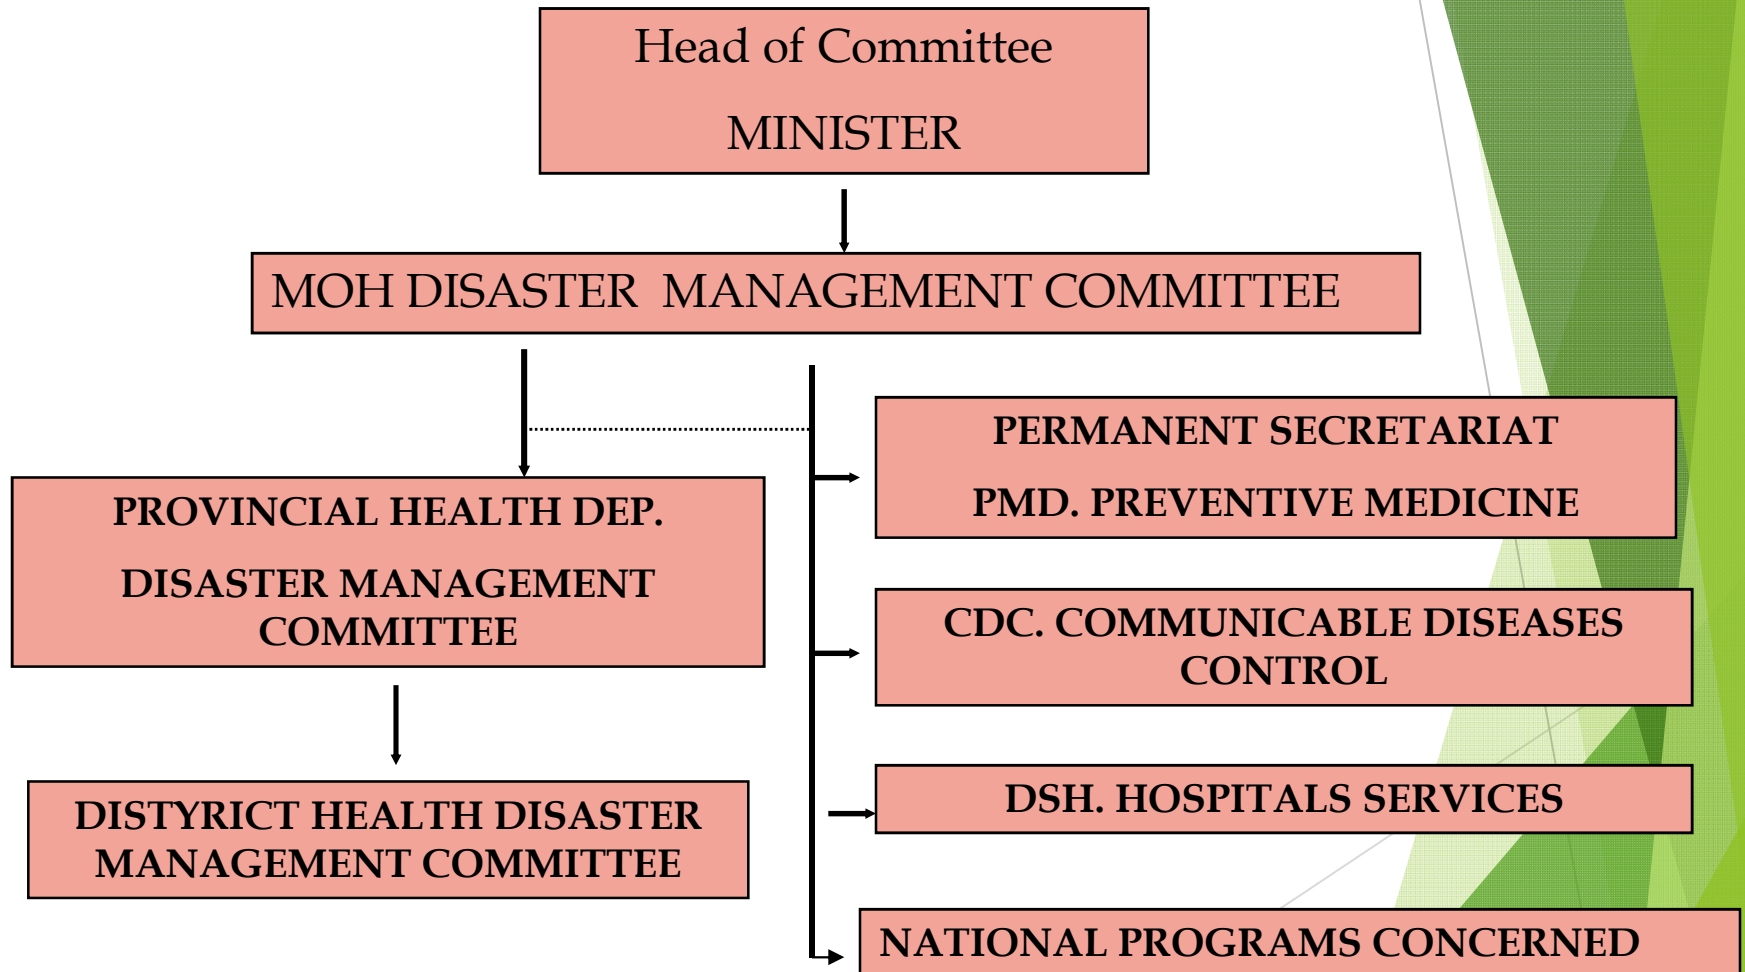 Head of Committee
MINISTER
MOH DISASTER MANAGEMENT COMMITTEE
PROVINCIAL HEALTH DEP.
DISASTER MANAGEMENT
COMMITTEE
DISTYRICT HEALTH DISASTER
MANAGEMENT COMMITTEE
PERMANENT SECRETARIAT
PMD. PREVENTIVE MEDICINE
CDC. COMMUNICABLE DISEASES
CONTROL
DSH. HOSPITALS SERVICES
NATIONAL PROGRAMS CONCERNED